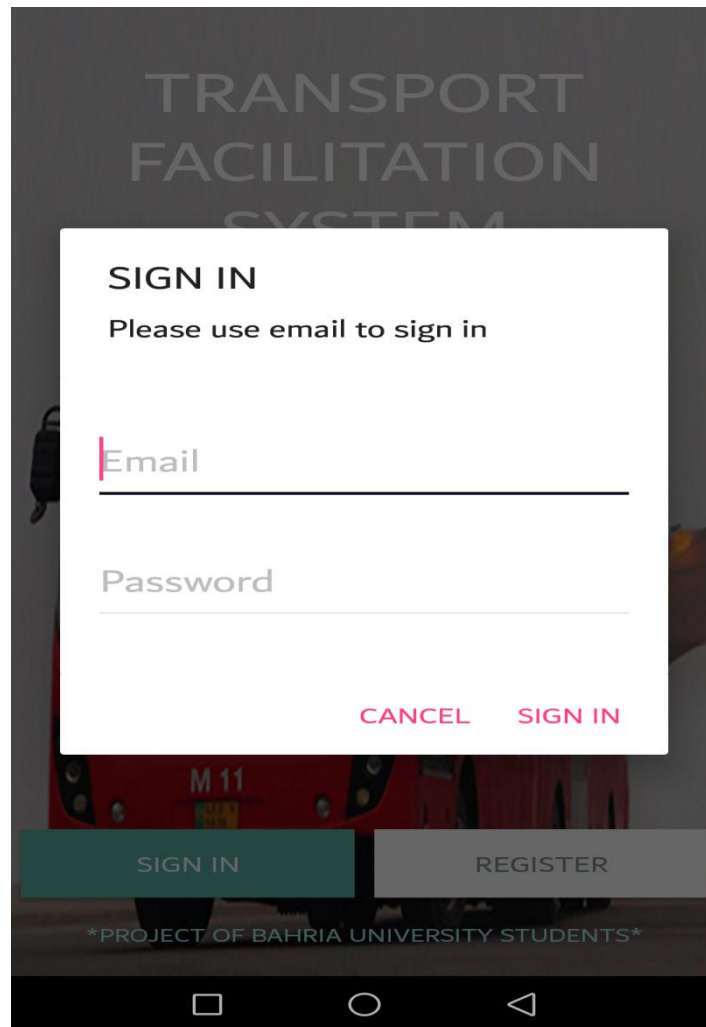 TRANSPORT
FACILITATION
SYSTEM
SIGN IN
Please use email to sign in
Email
Password
CANCEL SIGN IN
M 11
SIGN IN REGISTER
*PROJECT OF BAHRIA UNIVERSITY STUDENTS*